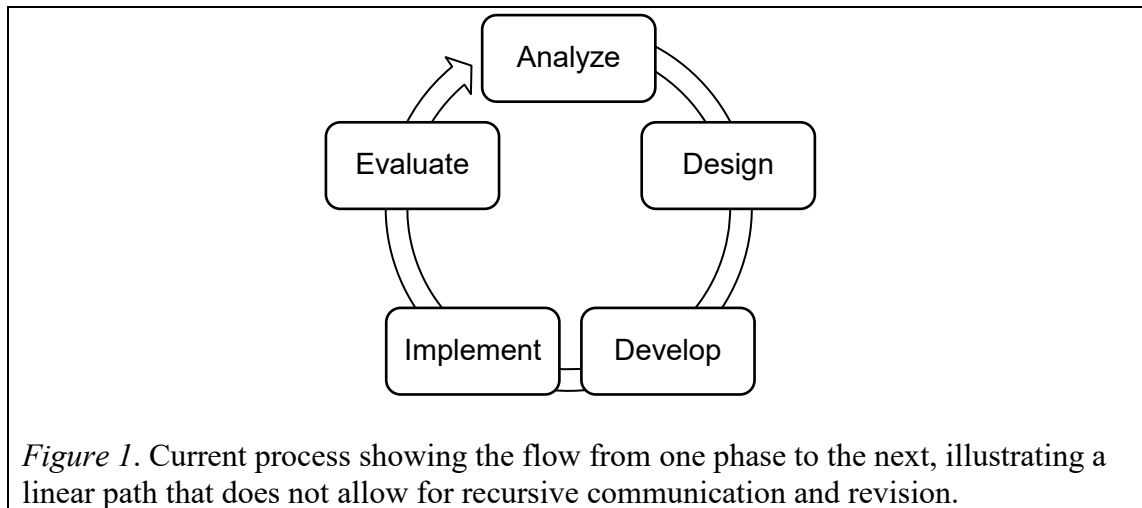 Analyze
Evaluate
Design
Implement
Develop
Figure 1. Current process showing the flow from one phase to the next, illustrating a
linear path that does not allow for recursive communication and revision.